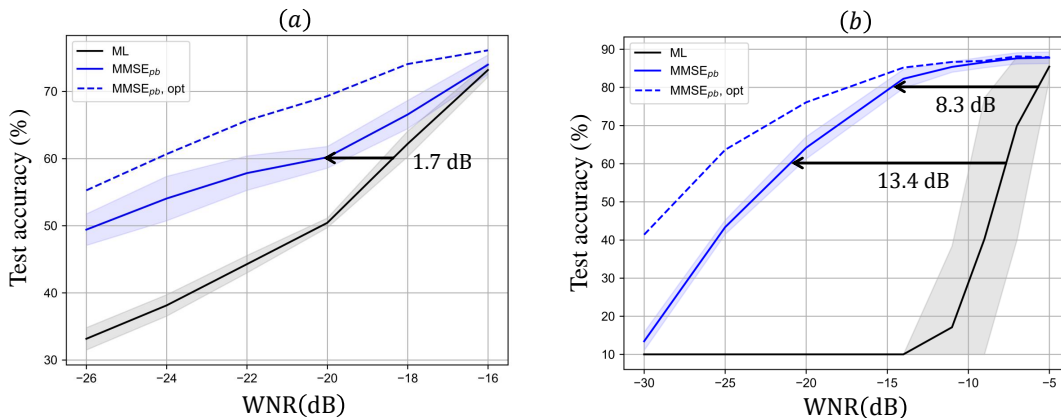 (a)
ML
MMSE_pb
MMSE_pb, opt
Test accuracy (%)
70
60
50
40
30
1.7 dB
−26
−24
−22
−20
−18
−16
WNR(dB)
(b)
ML
MMSE_pb
MMSE_pb, opt
Test accuracy (%)
90
80
70
60
50
40
30
20
10
8.3 dB
13.4 dB
−30
−25
−20
−15
−10
−5
WNR(dB)